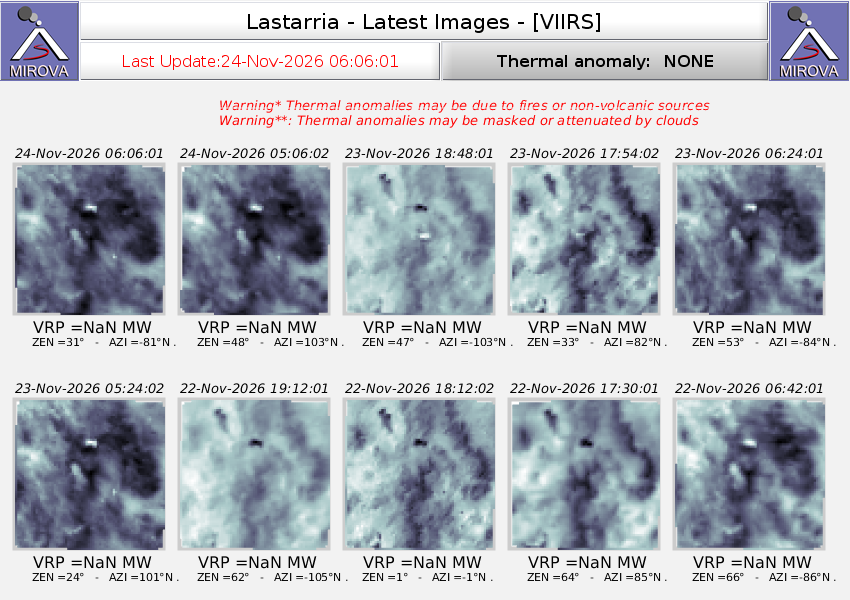 Lastarria - Latest Images - [VIIRS]
MIROVA
Last Update:24-Nov-2026 06:06:01
Thermal anomaly: NONE
MIROVA
Warning* Thermal anomalies may be due to fires or non-volcanic sources
Warning**: Thermal anomalies may be masked or attenuated by clouds
24-Nov-2026 06:06:01 24-Nov-2026 05:06:02 23-Nov-2026 18:48:01 23-Nov-2026 17:54:02 23-Nov-2026 06:24:01
VRP =NaN MW VRP =NaN MW VRP =NaN MW VRP =NaN MW VRP =NaN MW
ZEN =31° - AZI =-81°N . ZEN =48° - AZI =103°N . ZEN =47° - AZI =-103°N . ZEN =33° - AZI =82°N . ZEN =53° - AZI =-84°N .
23-Nov-2026 05:24:02 22-Nov-2026 19:12:01 22-Nov-2026 18:12:02 22-Nov-2026 17:30:01 22-Nov-2026 06:42:01
VRP =NaN MW VRP =NaN MW VRP =NaN MW VRP =NaN MW VRP =NaN MW
ZEN =24° - AZI =101°N . ZEN =62° - AZI =-105°N . ZEN =1° - AZI =-1°N . ZEN =64° - AZI =85°N . ZEN =66° - AZI =-86°N .